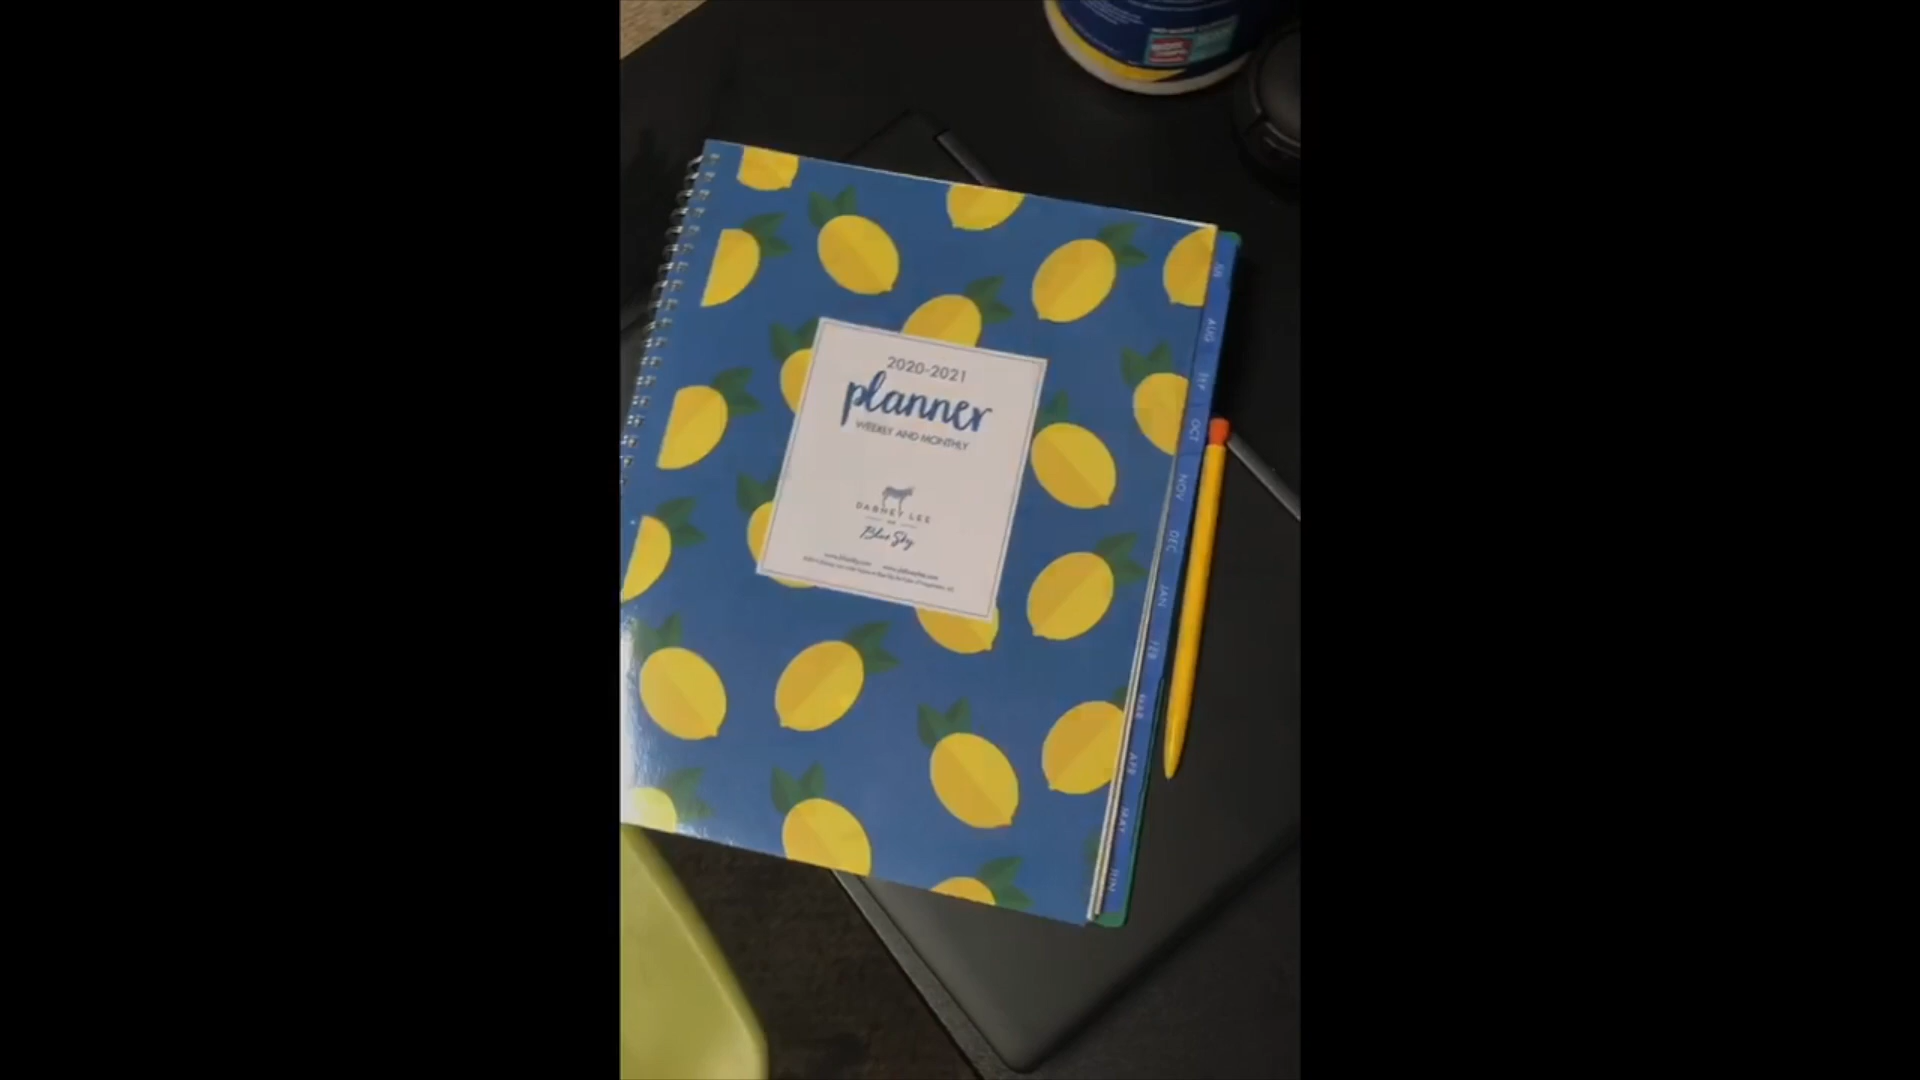 2020-2021
planner
WEEKLY AND MONTHLY
DABNEY LEE
Blue Sky
AUG
OCT
NOV
DEC
JAN
FEB
MAR
APR
MAY
JUN